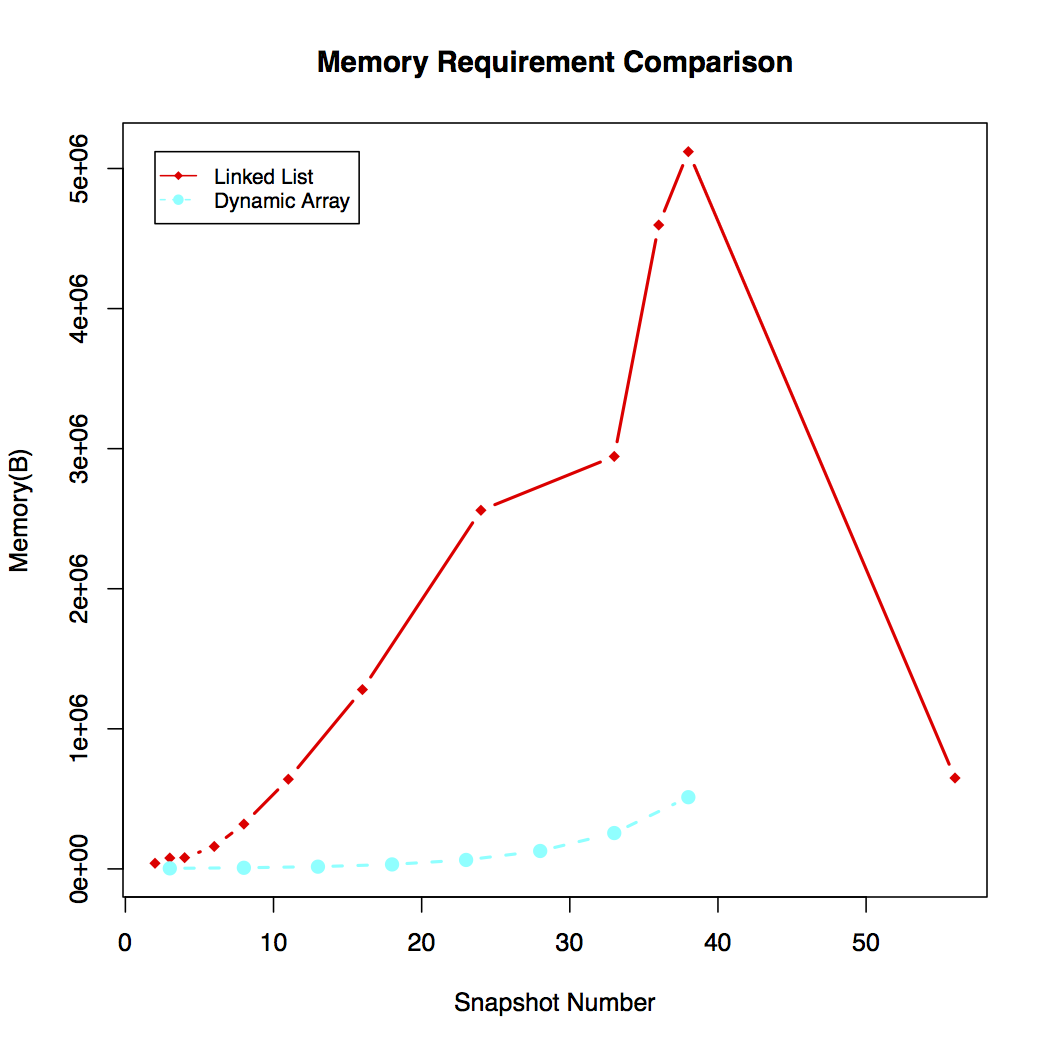 Memory Requirement Comparison
Linked List
Dynamic Array
5e+06
4e+06
3e+06
2e+06
1e+06
0e+00
Memory(B)
0 10 20 30 40 50
Snapshot Number